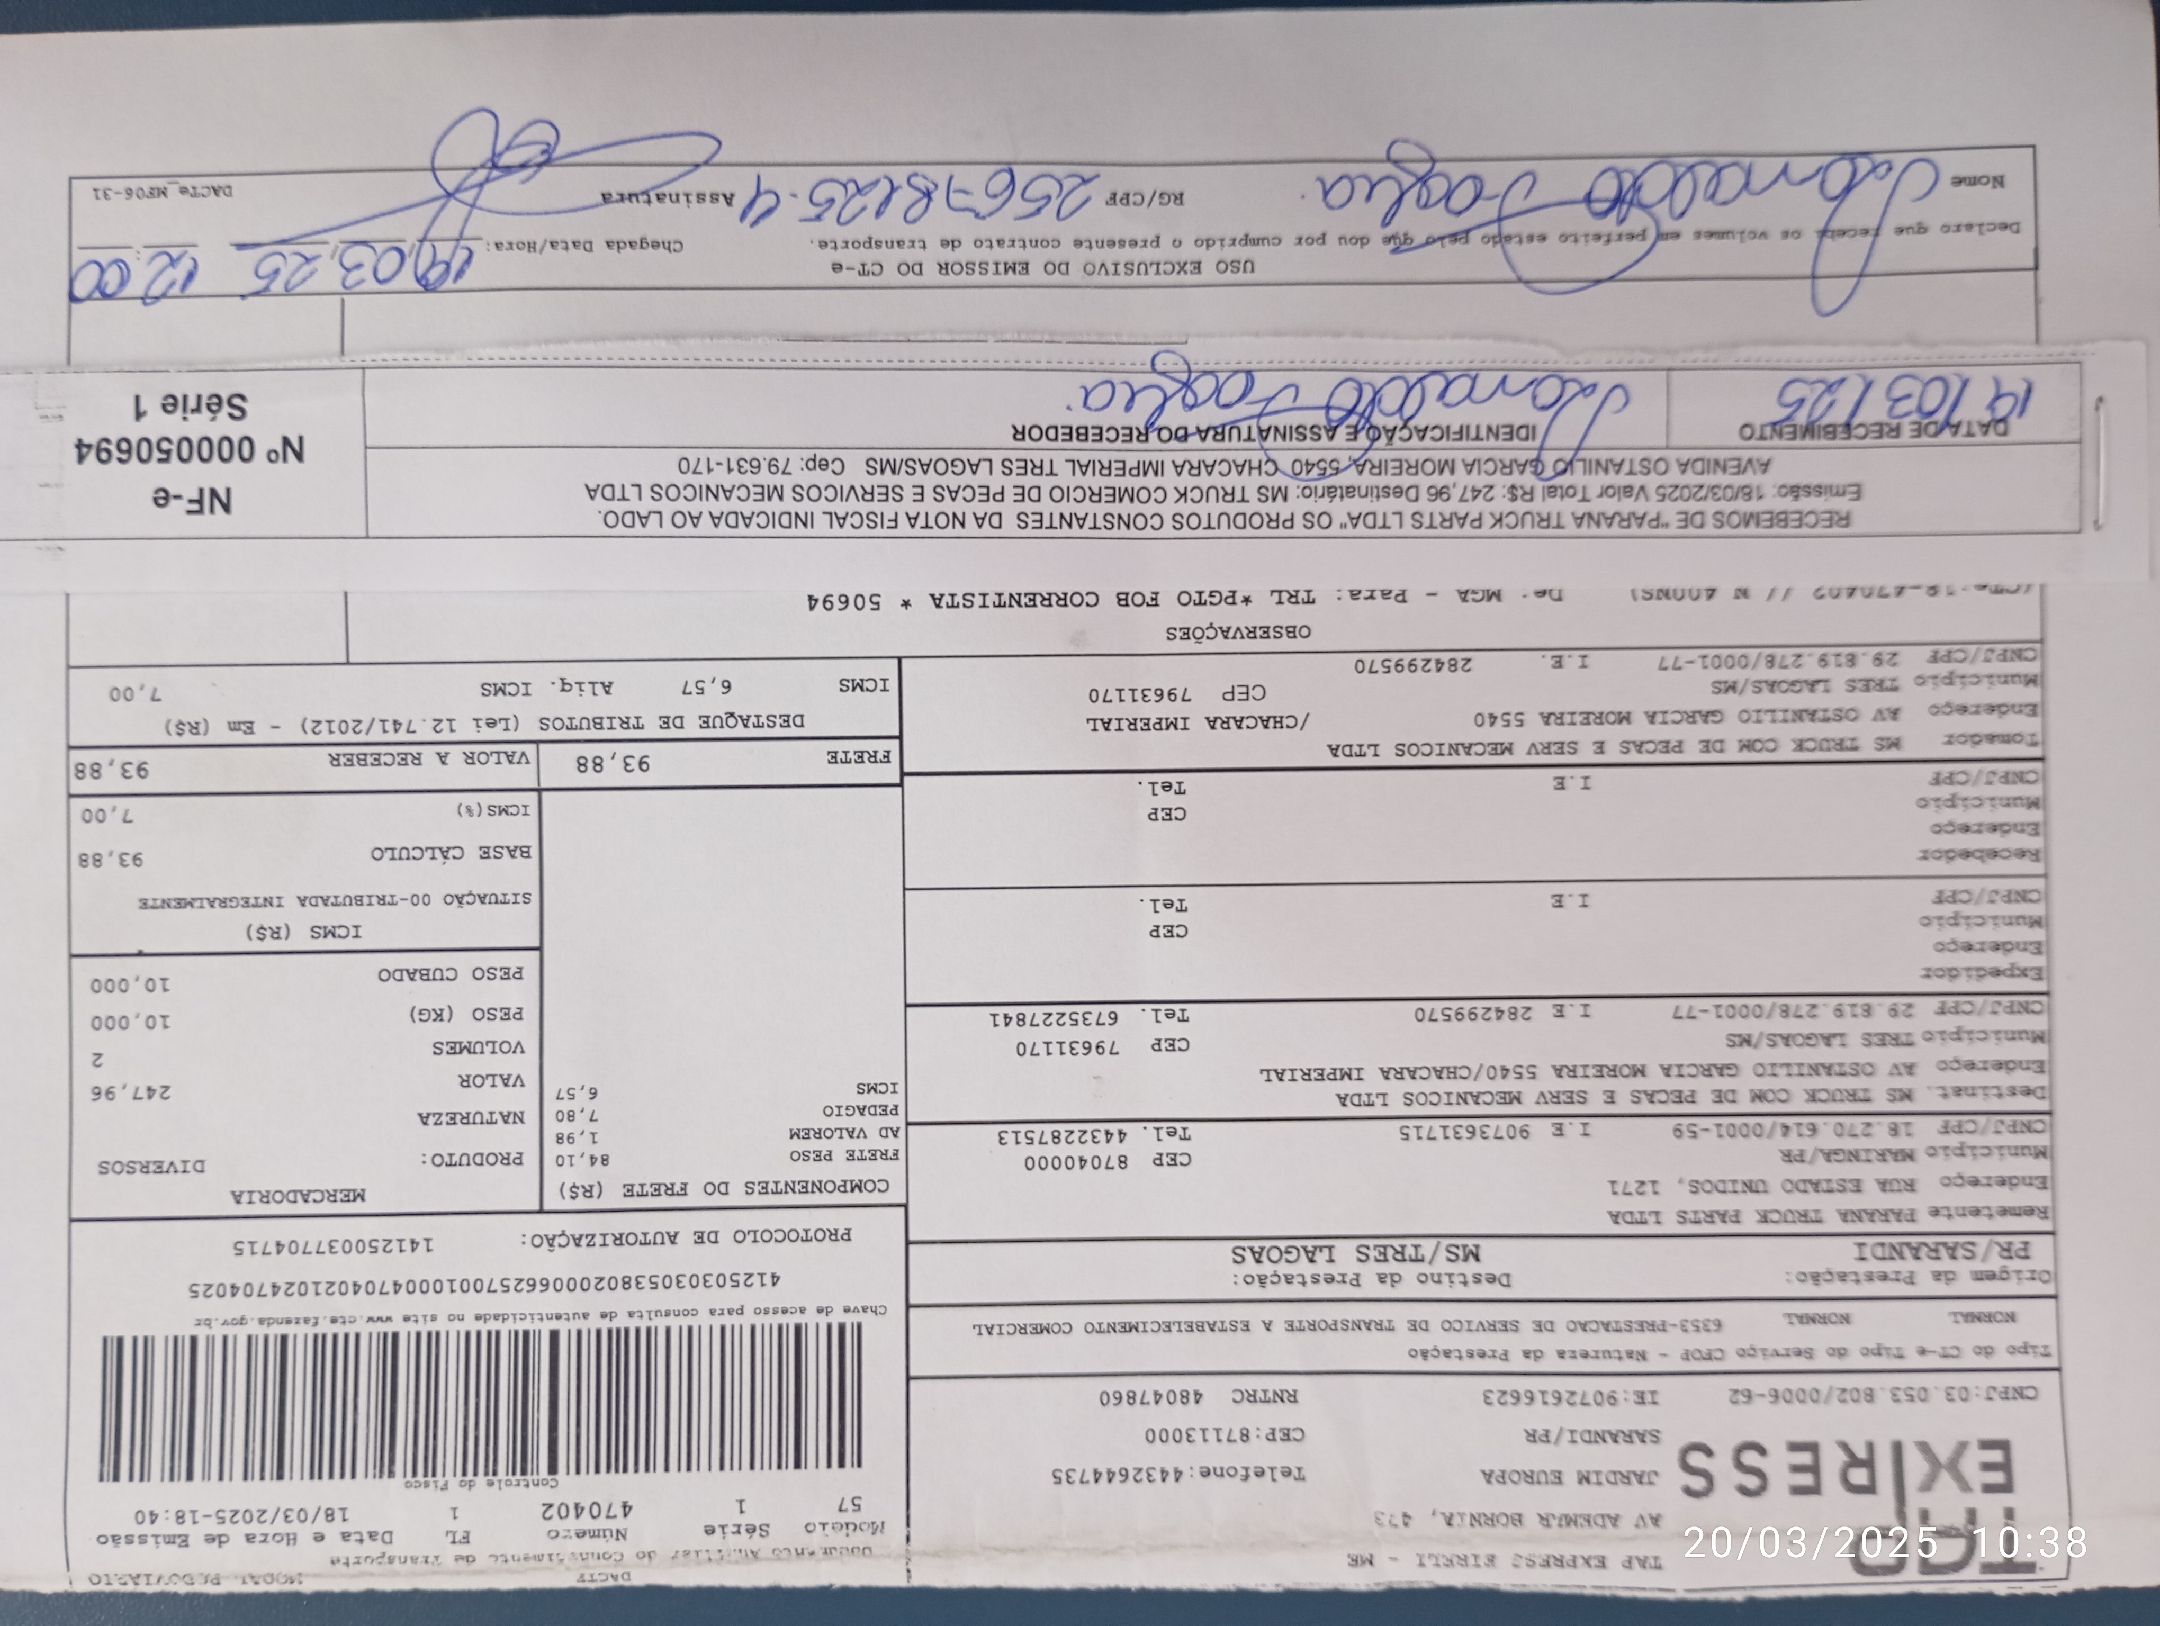 DACTE
MODAL RODOVIARIO
Documento Auxiliar do Conhecimento de Transporte
TAP EXPRESS EIRELI - ME
AV ADEMAR BORNIA, 473
JARDIM EUROPA Telefone:4432644735
SARANDI/PR CEP:87113000
CNPJ:03.053.802/0006-62 IE:9072616623 RNTRC 48047860
TAP
EXPRESS
Modelo Série Número FL Data e Hora de Emissão
57 1 470402 1 18/03/2025-18:40
Controle do Fisco
Chave de acesso para consulta de autenticidade no site www.cte.fazenda.gov.br
41250303053802000662570010004704021024704025
PROTOCOLO DE AUTORIZAÇÃO: 141250037704715
Tipo do CT-e Tipo do Serviço CFOP - Natureza da Prestação
NORMAL NORMAL 6353-PRESTACAO DE SERVICO DE TRANSPORTE A ESTABELECIMENTO COMERCIAL
Origem da Prestação: Destino da Prestação:
PR/SARANDI MS/TRES LAGOAS
Remetente PARANA TRUCK PARTS LTDA
Endereço RUA ESTADO UNIDOS, 1271
Município MARINGA/PR CEP 87040000
CNPJ/CPF 18.270.614/0001-59 I.E 9073631715 Tel. 4432287513
Destinat. MS TRUCK COM DE PECAS E SERV MECANICOS LTDA
Endereço AV OSTANILIO GARCIA MOREIRA 5540/CHACARA IMPERIAL
Município TRES LAGOAS/MS CEP 79631170
CNPJ/CPF 29.819.278/0001-77 I.E 284299570 Tel. 6735227841
Expedidor
Endereço
Município CEP
CNPJ/CPF I.E Tel.
Recebedor
Endereço
Município CEP
CNPJ/CPF I.E Tel.
Tomador MS TRUCK COM DE PECAS E SERV MECANICOS LTDA
Endereço AV OSTANILIO GARCIA MOREIRA 5540 /CHACARA IMPERIAL
Município TRES LAGOAS/MS CEP 79631170
CNPJ/CPF 29.819.278/0001-77 I.E. 284299570
COMPONENTES DO FRETE (R$)
FRETE PESO 84,10
AD VALOREM 1,98
PEDAGIO 7,80
ICMS 6,57
MERCADORIA
PRODUTO: DIVERSOS
NATUREZA
VALOR 247,96
VOLUMES 2
PESO (KG) 10,000
PESO CUBADO 10,000
ICMS (R$)
SITUAÇÃO 00-TRIBUTADA INTEGRALMENTE
BASE CÁLCULO 93,88
ICMS(%) 7,00
FRETE 93,88 VALOR A RECEBER 93,88
DESTAQUE DE TRIBUTOS (Lei 12.741/2012) - Em (R$)
ICMS 6,57 Aliq. ICMS 7,00
OBSERVAÇÕES
De: MGA - Para: TRL *PGTO FOB CORRENTISTA * 50694
RECEBEMOS DE "PARANA TRUCK PARTS LTDA" OS PRODUTOS CONSTANTES DA NOTA FISCAL INDICADA AO LADO.
Emissão: 18/03/2025 Valor Total R$: 247,96 Destinatário: MS TRUCK COMERCIO DE PECAS E SERVICOS MECANICOS LTDA
AVENIDA OSTANILIO GARCIA MOREIRA, 5540 CHACARA IMPERIAL TRES LAGOAS/MS Cep: 79.631-170
DATA DE RECEBIMENTO IDENTIFICAÇÃO E ASSINATURA DO RECEBEDOR
19/03/25
NF-e
Nº 000050694
Série 1
USO EXCLUSIVO DO EMISSOR DO CT-e
Declaro que recebi os volumes em perfeito estado pelo que dou por cumprido o presente contrato de transporte. Chegada Data/Hora: 19,03,25 12:00
Nome RG/CPF Assinatura
DACTe_MF06-31
20/03/2025 10:38